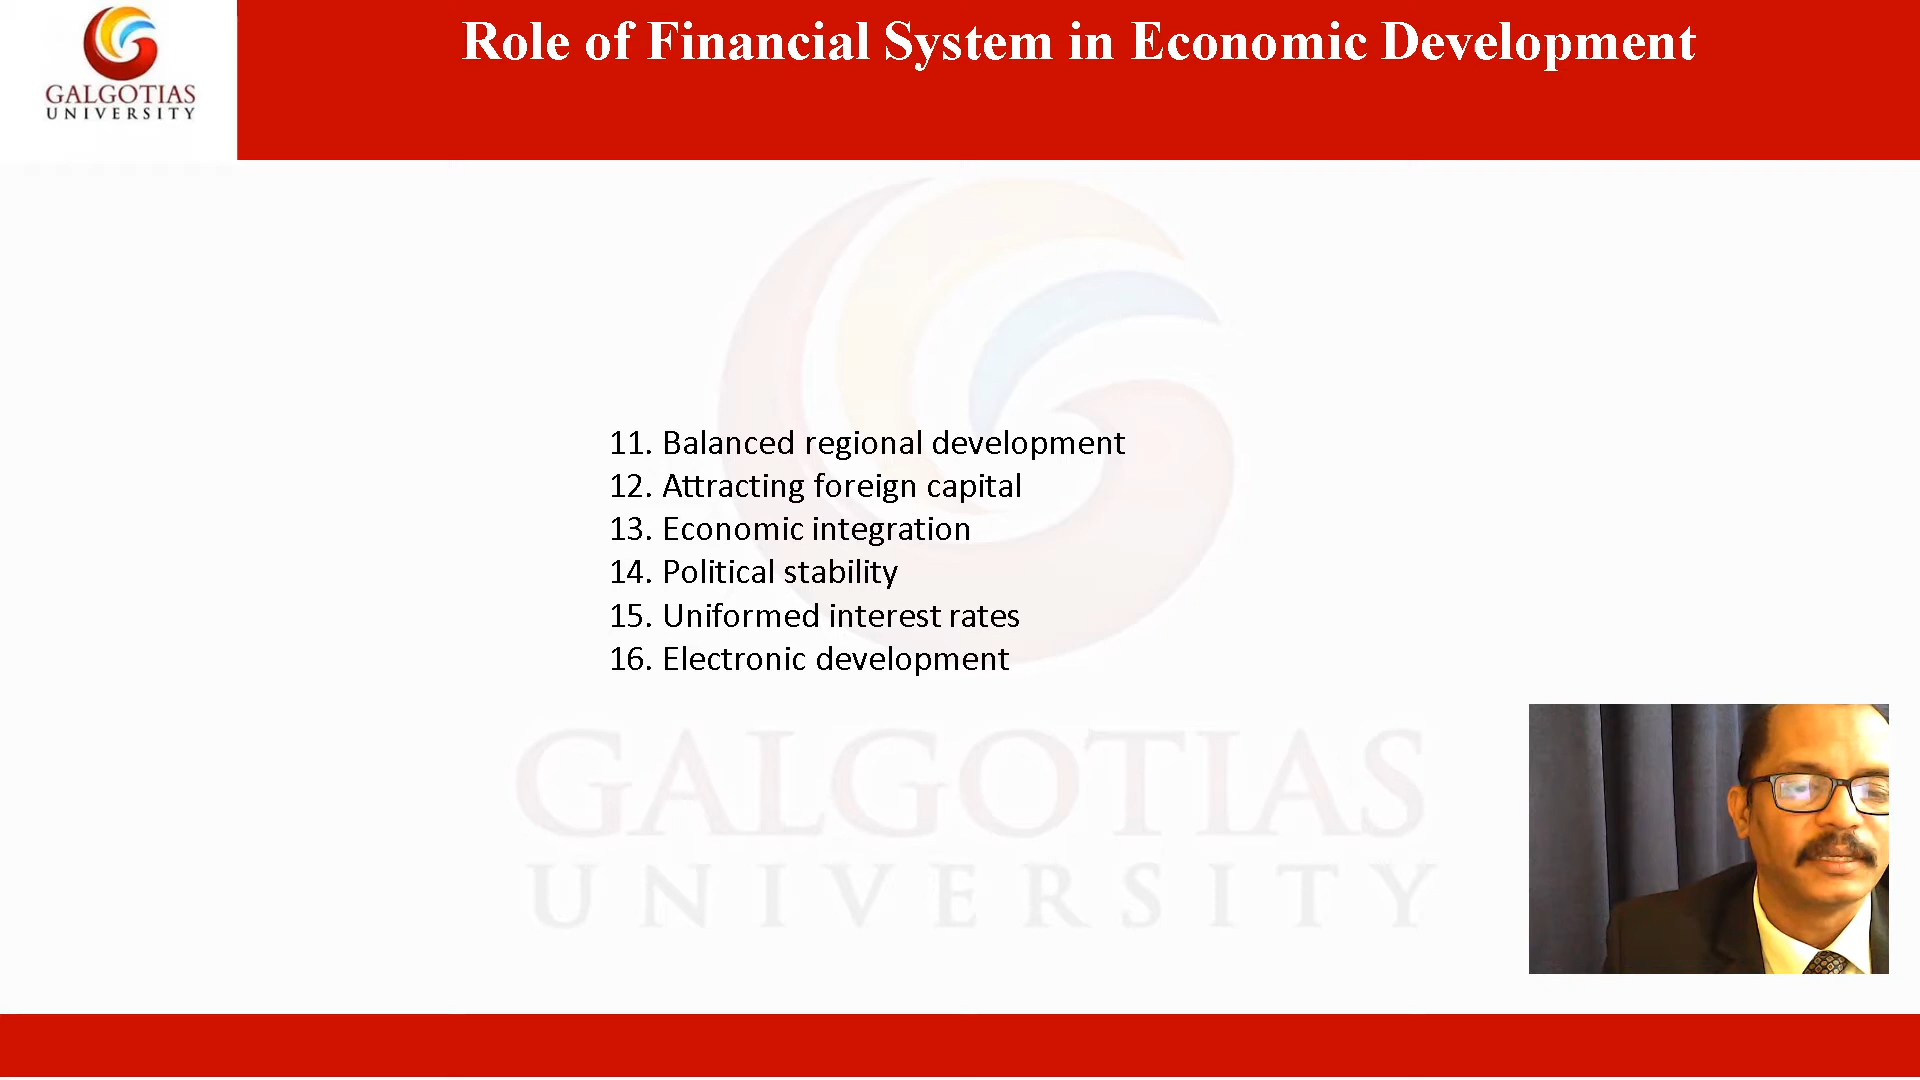 Role of Financial System in Economic Development
GALGOTIAS
UNIVERSITY
11. Balanced regional development
12. Attracting foreign capital
13. Economic integration
14. Political stability
15. Uniformed interest rates
16. Electronic development
GALGOTIAS
UNIVERSITY